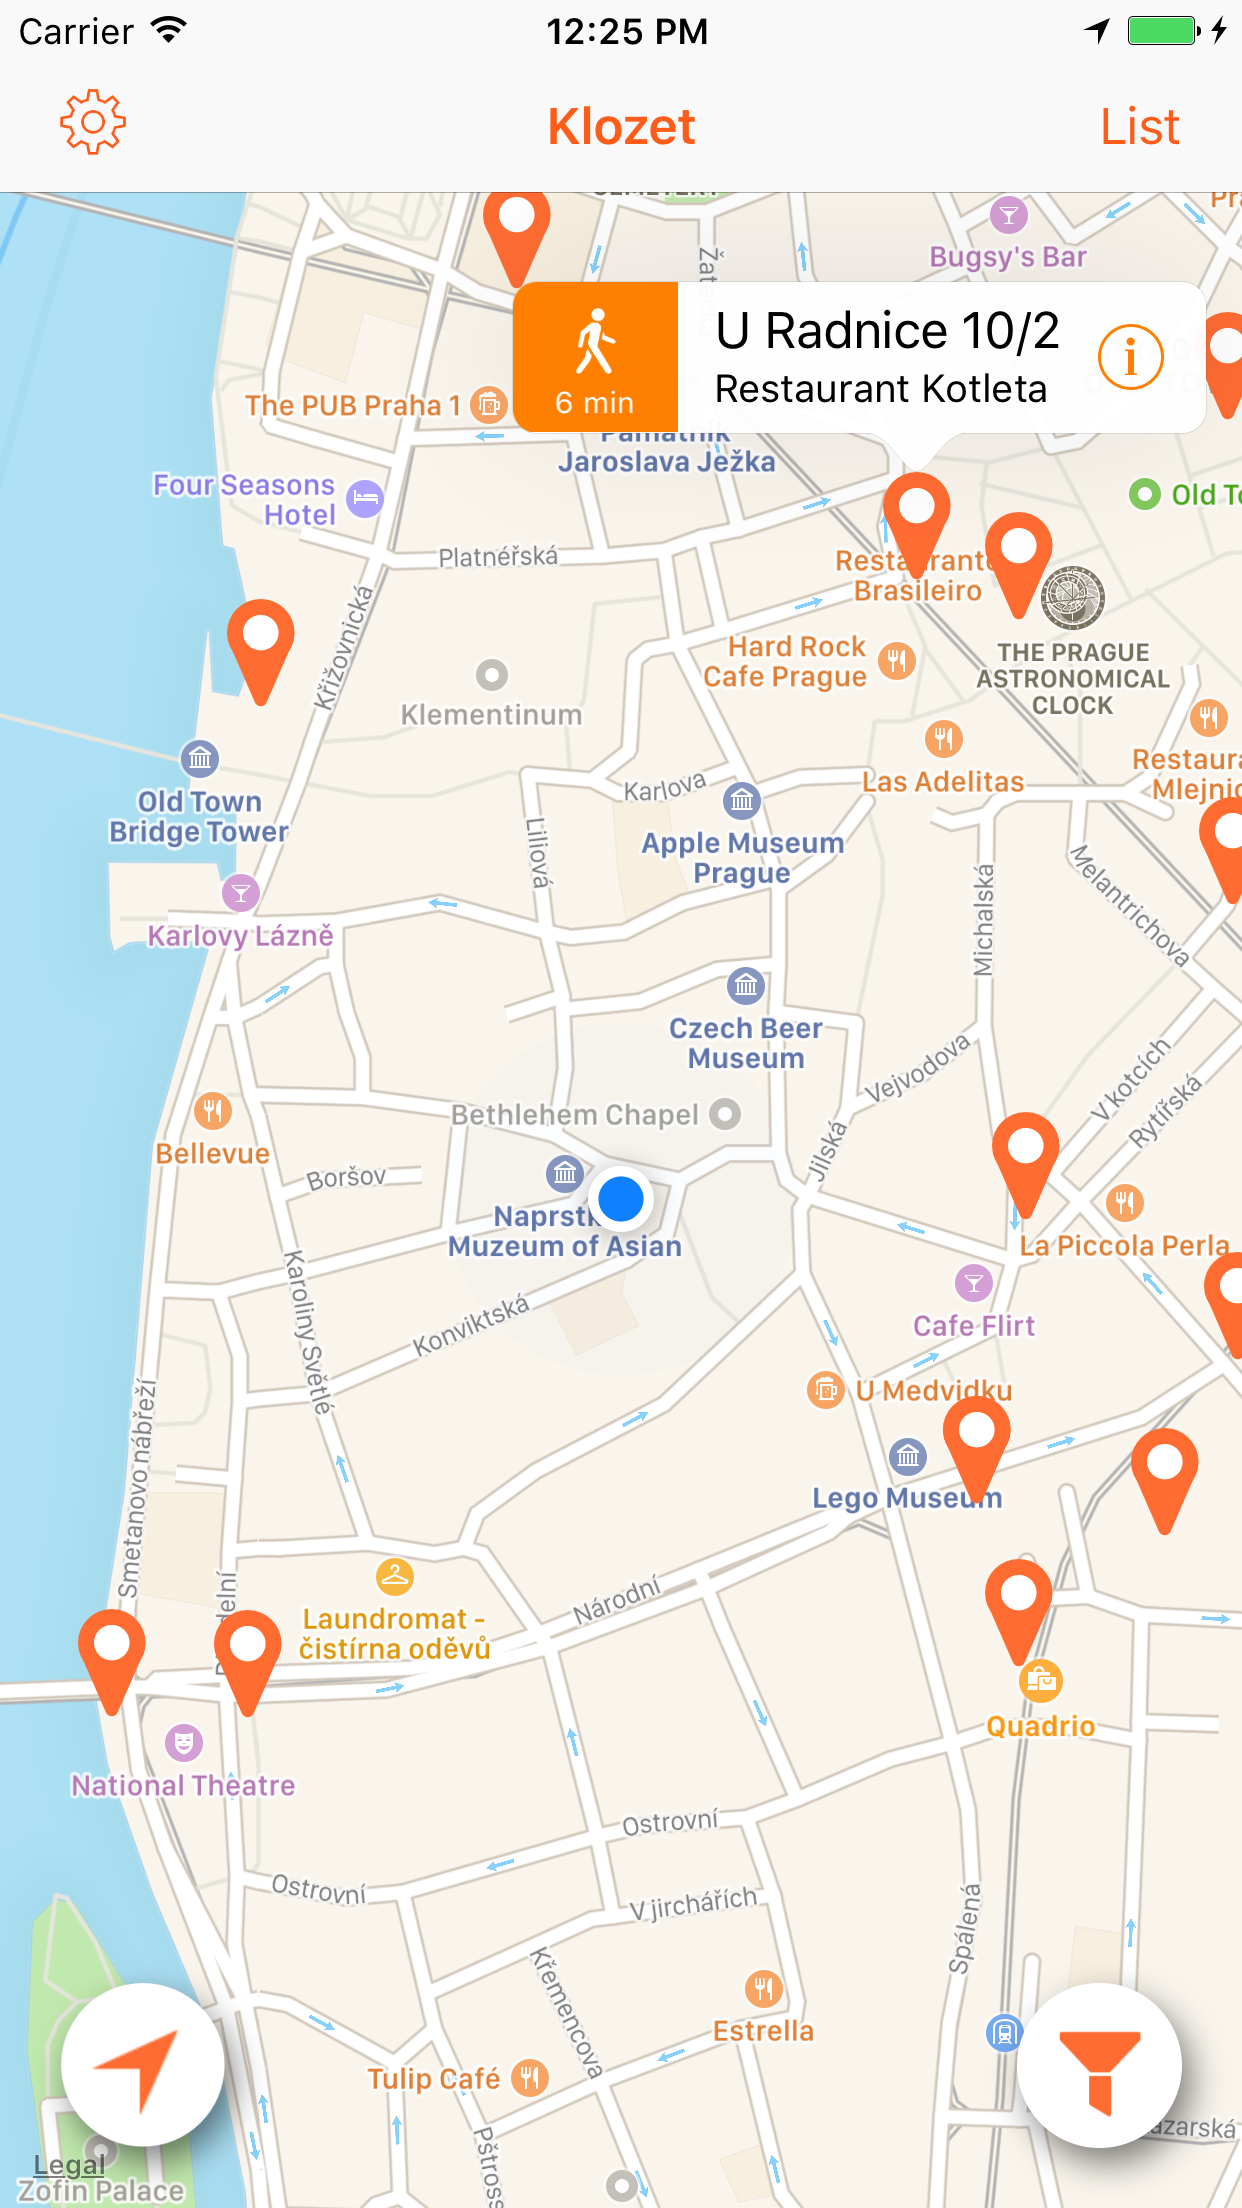 Carrier
12:25 PM
Klozet
List
Bugsy's Bar
U Radnice 10/2
6 min
Restaurant Kotleta
The PUB Praha 1
Památník
Jaroslava Ježka
Four Seasons
Hotel
Old T
Platnéřská
Brasileiro
Křižovnická
Hard Rock
Cafe Prague
THE PRAGUE
ASTRONOMICAL
CLOCK
Klementinum
Las Adelitas
Restaura
Mlejnic
Karlova
Old Town
Bridge Tower
Liliová
Apple Museum
Prague
Michalská
Melantrichova
Karlovy Lázně
Czech Beer
Museum
Vejvodova
V kotcích
Rytířská
Bethlehem Chapel
Bellevue
Jilská
Boršov
Naprstk
Muzeum of Asian
La Piccola Perla
Karoliny Světlé
Konviktská
Cafe Flirt
U Medvidku
Smetanovo nábřeží
Lego Museum
Národní
Laundromat -
čistírna oděvů
Quadrio
National Theatre
Ostrovní
Ostrovní
V jirchářích
Spálená
Křemencova
Estrella
Tulip Café
Pštross
azarská
Legal
Zofin Palace